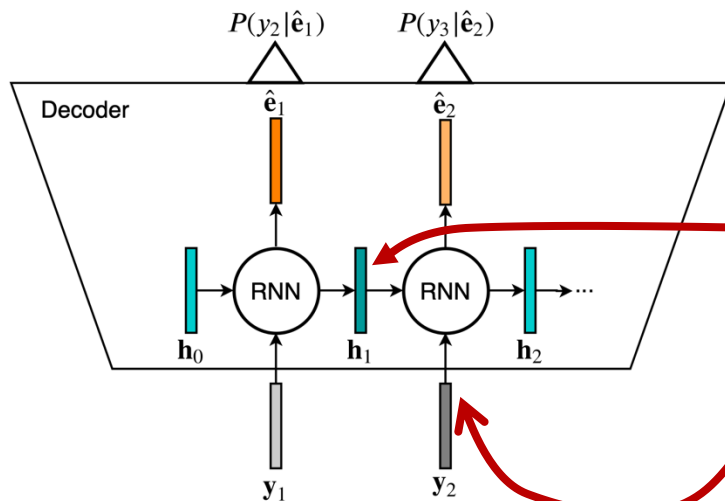 P(y₂|ê₁) P(y₃|ê₂)
Decoder
ê₁ ê₂
RNN RNN ...
h₀ h₁ h₂
y₁ y₂